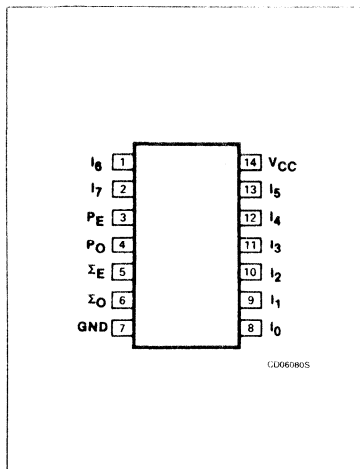 I6 1 14 VCC
I7 2 13 I5
PE 3 12 I4
PO 4 11 I3
ΣE 5 10 I2
ΣO 6 9 I1
GND 7 8 I0
CD06080S